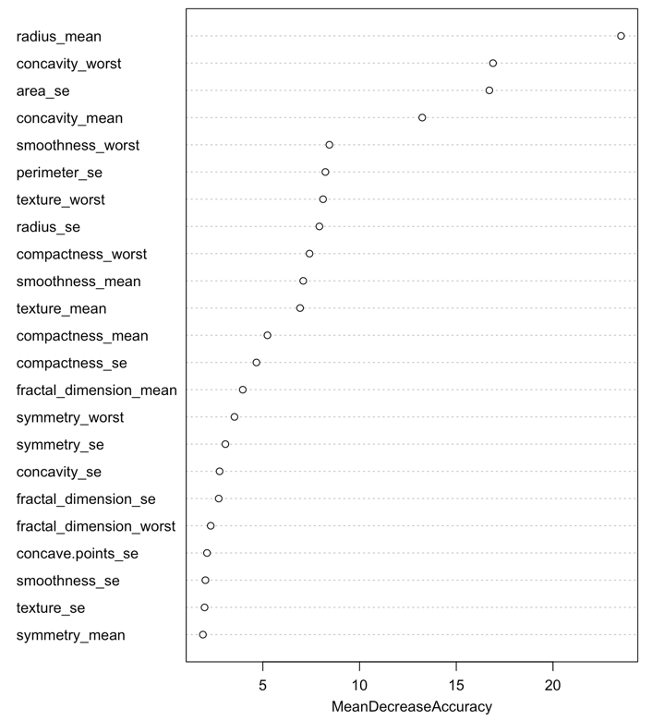 radius_mean
concavity_worst
area_se
concavity_mean
smoothness_worst
perimeter_se
texture_worst
radius_se
compactness_worst
smoothness_mean
texture_mean
compactness_mean
compactness_se
fractal_dimension_mean
symmetry_worst
symmetry_se
concavity_se
fractal_dimension_se
fractal_dimension_worst
concave.points_se
smoothness_se
texture_se
symmetry_mean
5 10 15 20
MeanDecreaseAccuracy